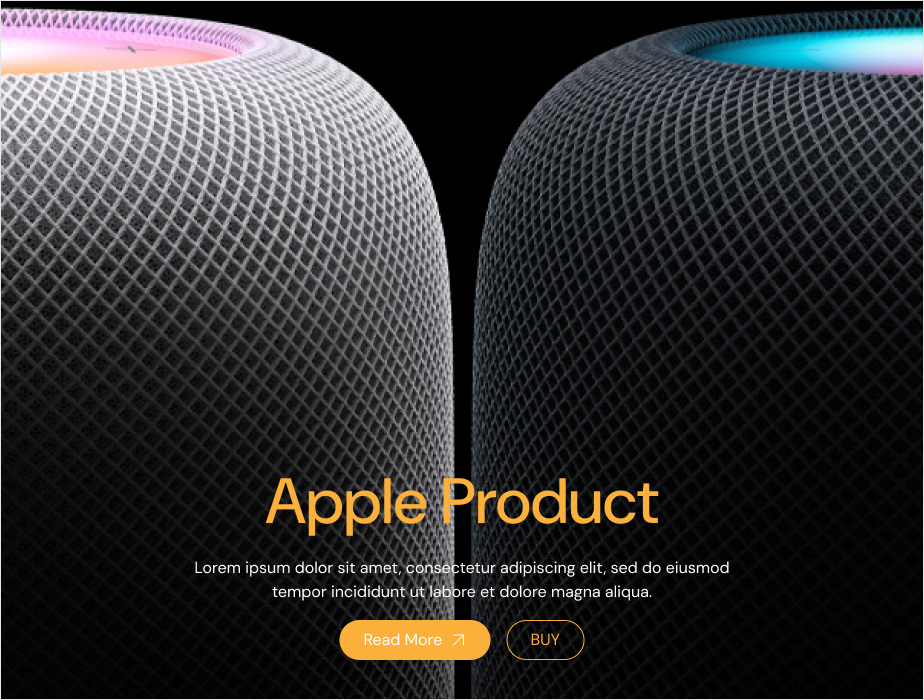 Apple Product
Lorem ipsum dolor sit amet, consectetur adipiscing elit, sed do eiusmod
tempor incididunt ut labore et dolore magna aliqua.
Read More
BUY